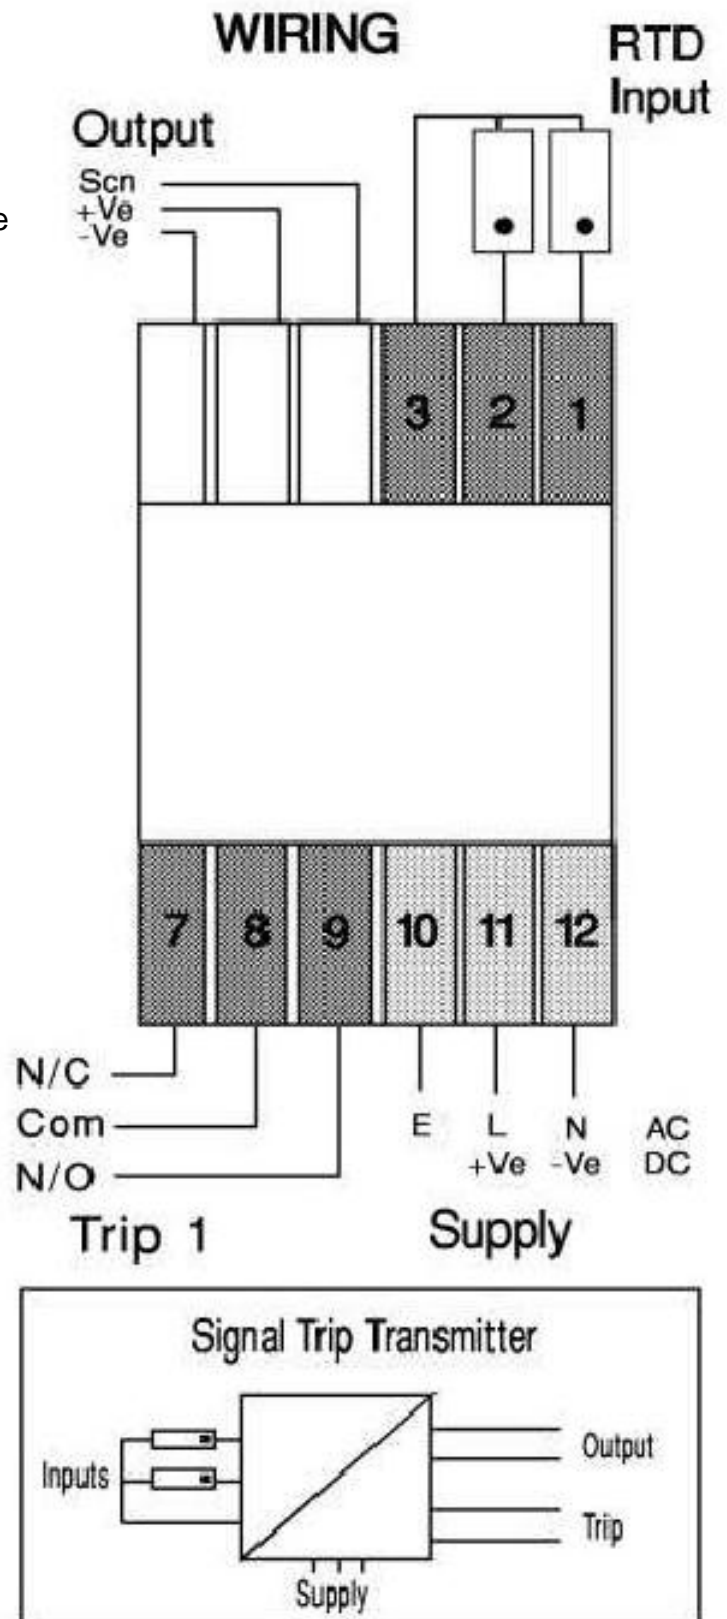 WIRING
RTD
Input
Output
Scn
+Ve
-Ve
e
3 2 1
7 8 9 10 11 12
N/C
Com
N/O
E L N AC
+Ve -Ve DC
Trip 1
Supply
Signal Trip Transmitter
Inputs
Output
Trip
Supply